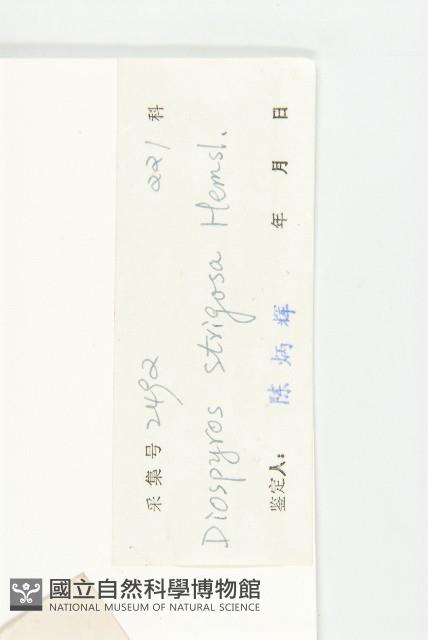 采集号 2492 221 科
Diospyros strigosa Hemsl.
鉴定人: 陈炳辉 年 月 日
國立自然科學博物館
NATIONAL MUSEUM OF NATURAL SCIENCE